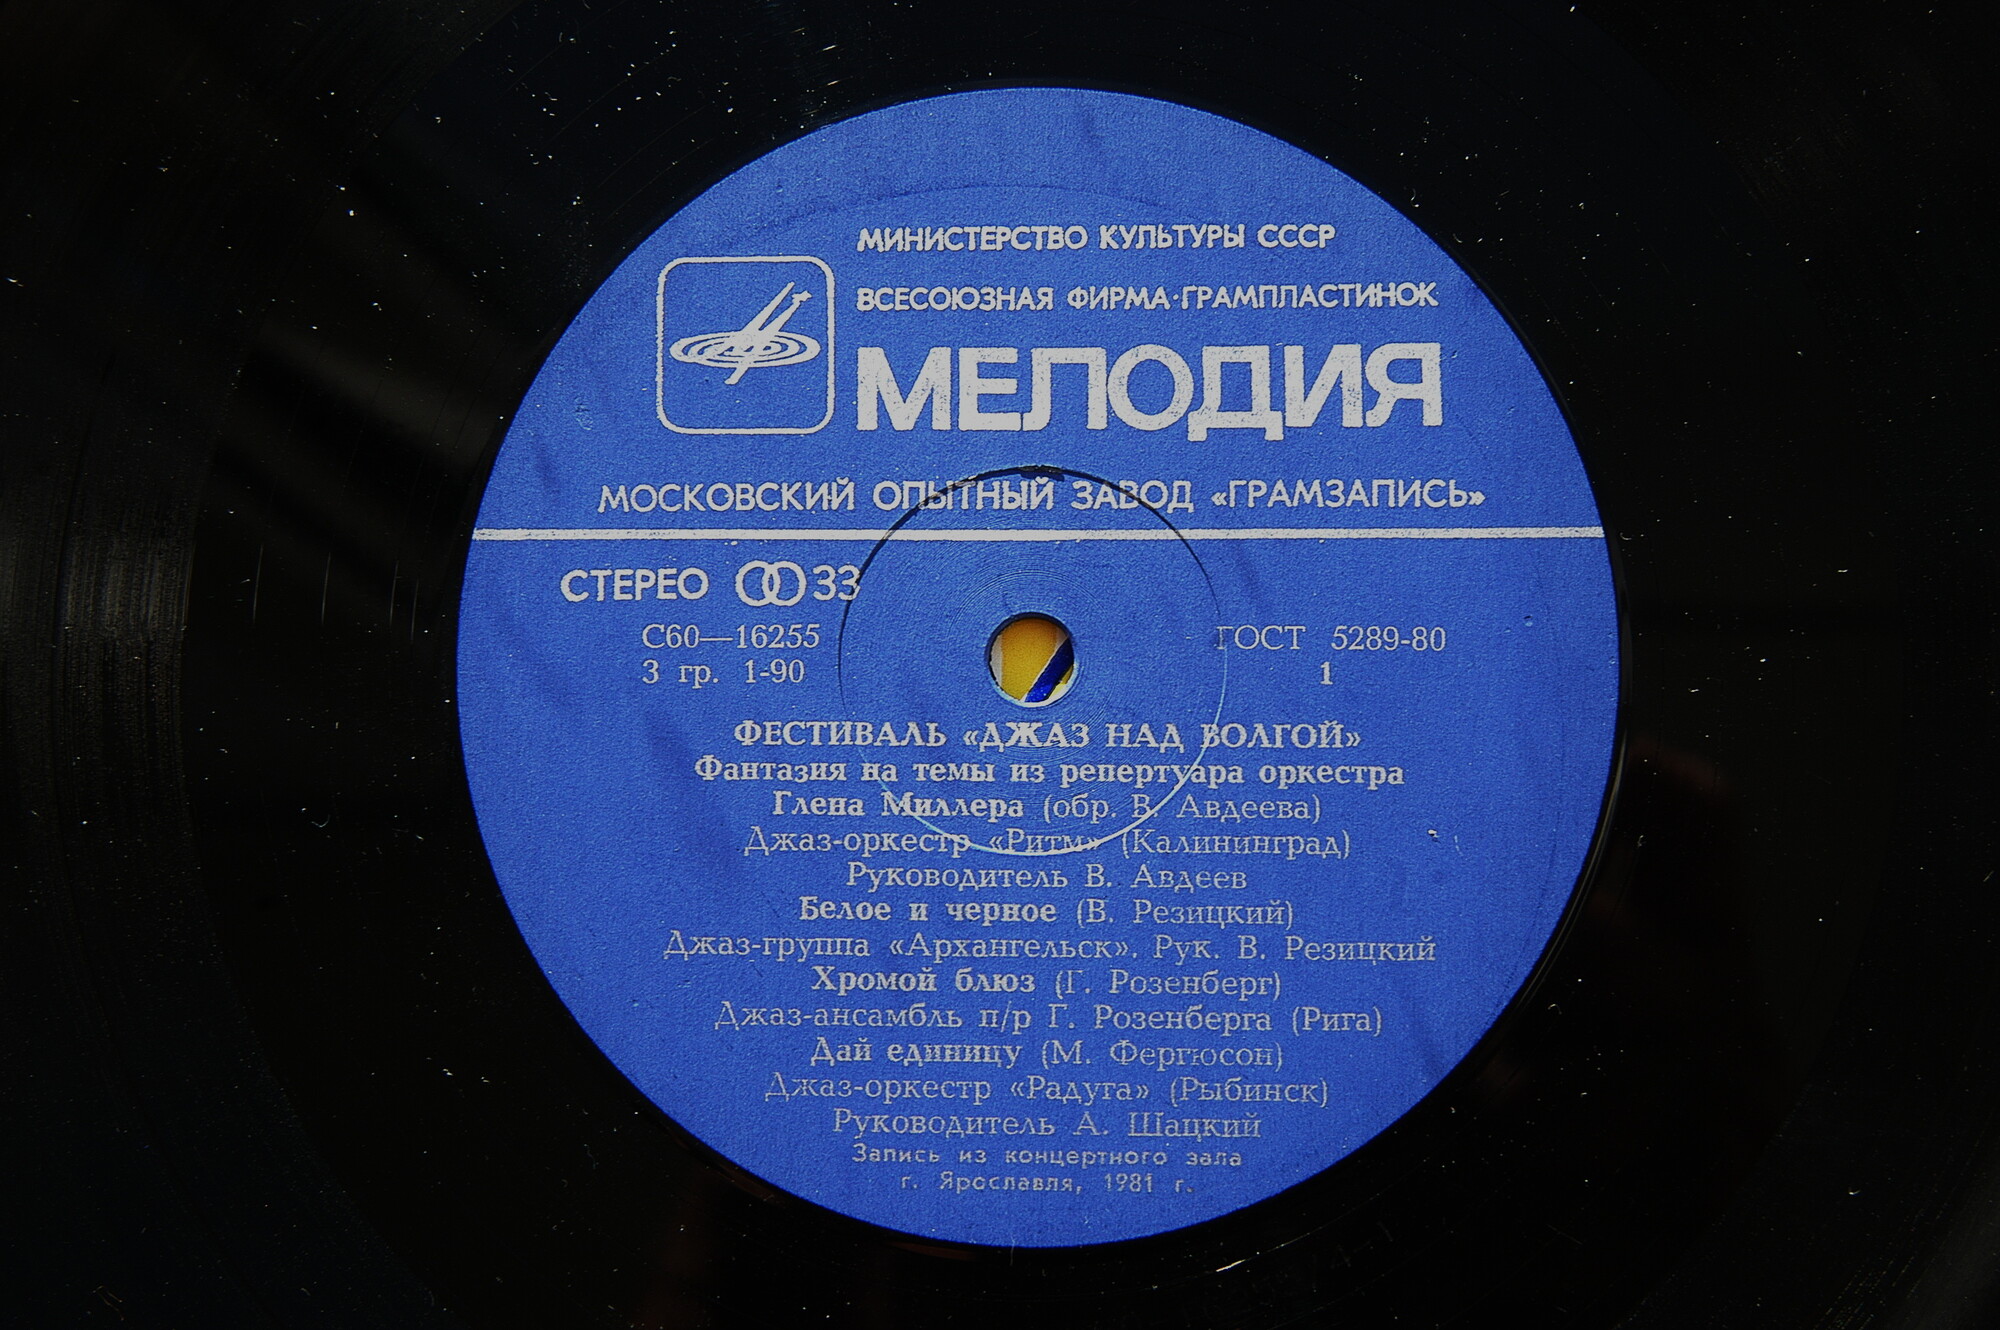 МИНИСТЕРСТВО КУЛЬТУРЫ СССР
ВСЕСОЮЗНАЯ ФИРМА·ГРАМПЛАСТИНОК
МЕЛОДИЯ
МОСКОВСКИЙ ОПЫТНЫЙ ЗАВОД «ГРАМЗАПИСЬ»
СТЕРЕО 33
С60—16255 ГОСТ 5289-80
3 гр. 1-90 1
ФЕСТИВАЛЬ «ДЖАЗ НАД ВОЛГОЙ»
Фантазия на темы из репертуара оркестра
Глена Миллера (обр. В. Авдеева)
Джаз-оркестр «Ритм» (Калининград)
Руководитель В. Авдеев
Белое и черное (В. Резицкий)
Джаз-группа «Архангельск». Рук. В. Резицкий
Хромой блюз (Г. Розенберг)
Джаз-ансамбль п/р Г. Розенберга (Рига)
Дай единицу (М. Фергюсон)
Джаз-оркестр «Радуга» (Рыбинск)
Руководитель А. Шацкий
Запись из концертного зала
г. Ярославля, 1981 г.